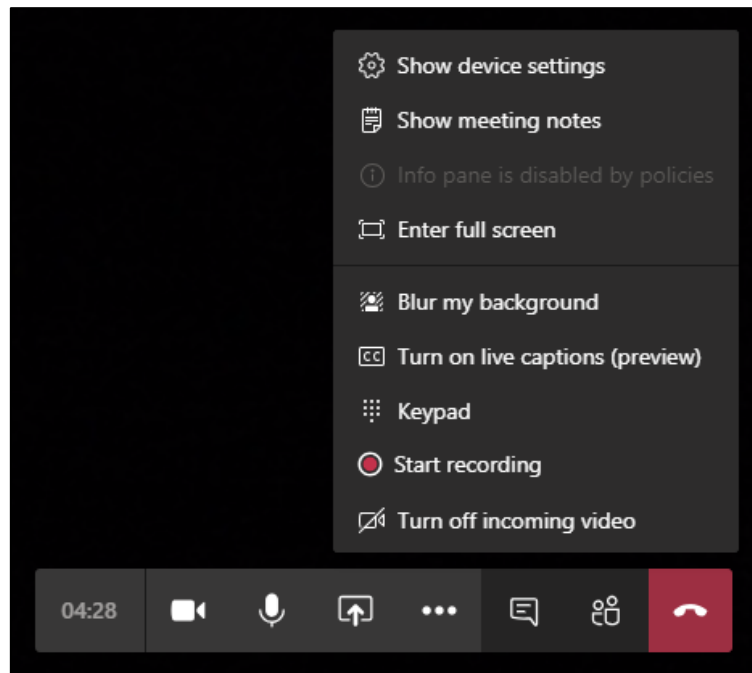 Show device settings
Show meeting notes
Info pane is disabled by policies
Enter full screen
Blur my background
CC Turn on live captions (preview)
Keypad
Start recording
Turn off incoming video
04:28